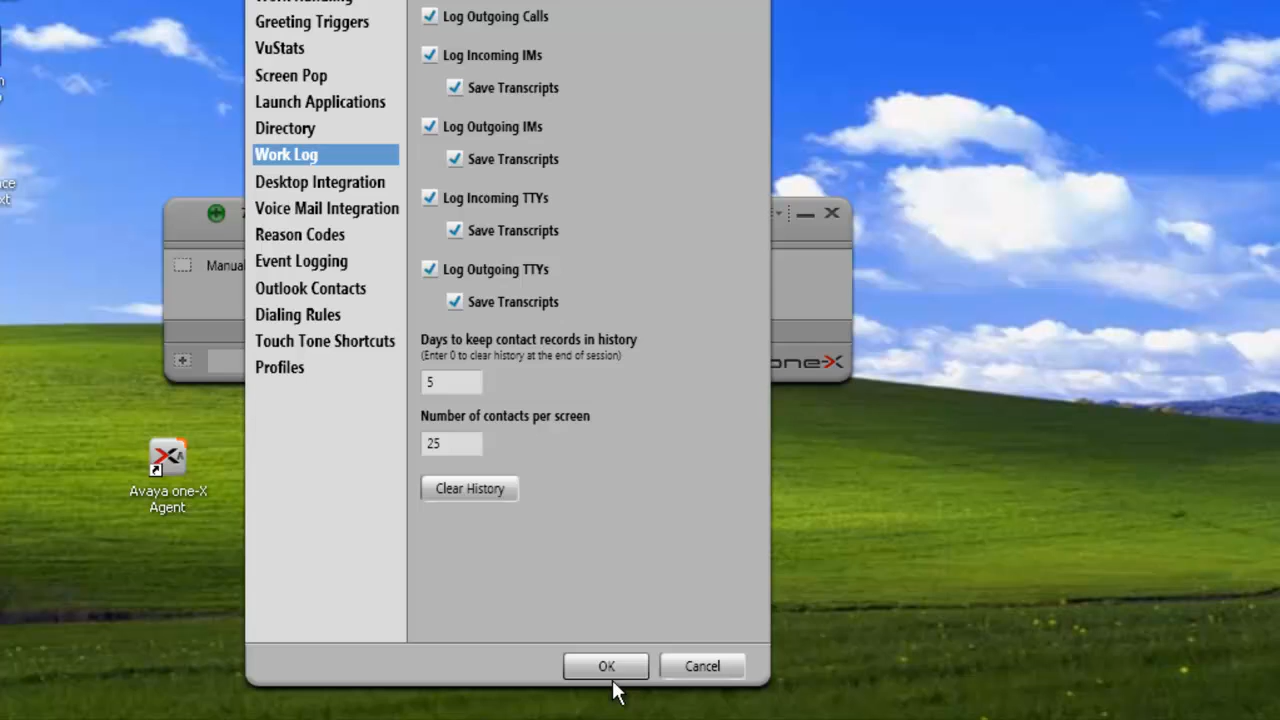 Work Handling
Greeting Triggers
VuStats
Screen Pop
Launch Applications
Directory
Work Log
Desktop Integration
Voice Mail Integration
Reason Codes
Event Logging
Outlook Contacts
Dialing Rules
Touch Tone Shortcuts
Profiles
Log Outgoing Calls
Log Incoming IMs
Save Transcripts
Log Outgoing IMs
Save Transcripts
Log Incoming TTYs
Save Transcripts
Log Outgoing TTYs
Save Transcripts
Days to keep contact records in history
(Enter 0 to clear history at the end of session)
5
Number of contacts per screen
25
Clear History
OK
Cancel
Manual
one-X
Avaya one-X
Agent